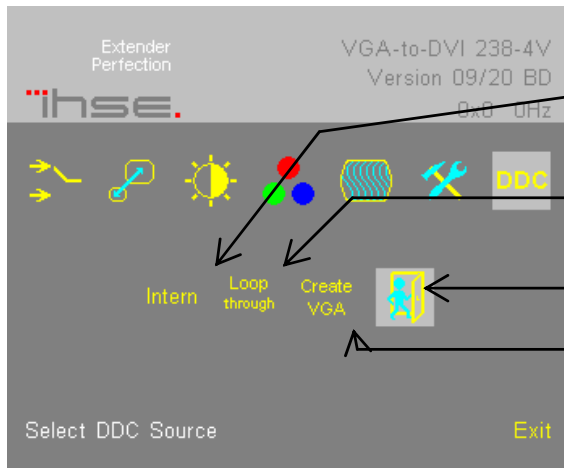 Extender
Perfection
ihse.
VGA-to-DVI 238-4V
Version 09/20 BD
0x0 0Hz
DDC
Intern
Loop
through
Create
VGA
Select DDC Source
Exit